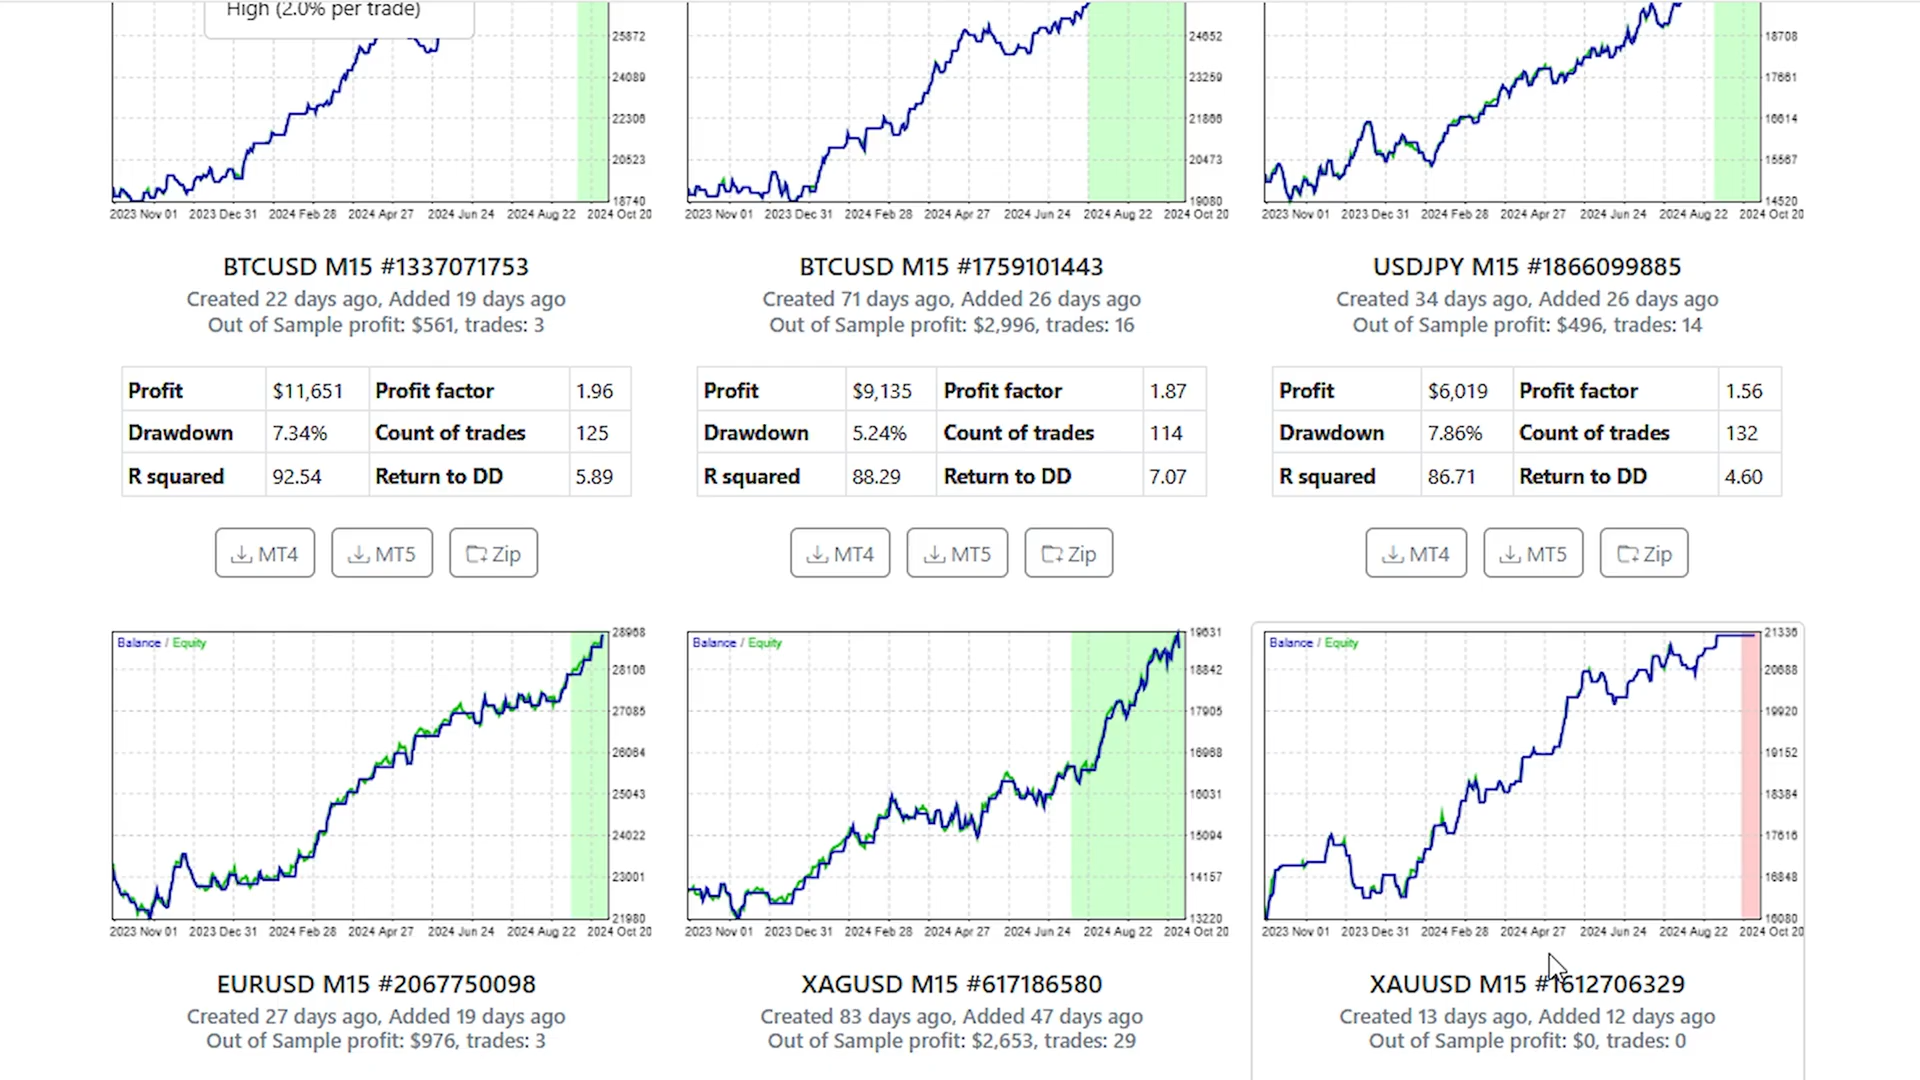 High (2.0% per trade)
25872
24089
22306
20523
18740
2023 Nov 01 2023 Dec 31 2024 Feb 28 2024 Apr 27 2024 Jun 24 2024 Aug 22 2024 Oct 20
24652
23259
21866
20473
19080
2023 Nov 01 2023 Dec 31 2024 Feb 28 2024 Apr 27 2024 Jun 24 2024 Aug 22 2024 Oct 20
18708
17661
16614
15567
14520
2023 Nov 01 2023 Dec 31 2024 Feb 28 2024 Apr 27 2024 Jun 24 2024 Aug 22 2024 Oct 20
BTCUSD M15 #1337071753
Created 22 days ago, Added 19 days ago
Out of Sample profit: $561, trades: 3
Profit $11,651 Profit factor 1.96
Drawdown 7.34% Count of trades 125
R squared 92.54 Return to DD 5.89
MT4 MT5 Zip
BTCUSD M15 #1759101443
Created 71 days ago, Added 26 days ago
Out of Sample profit: $2,996, trades: 16
Profit $9,135 Profit factor 1.87
Drawdown 5.24% Count of trades 114
R squared 88.29 Return to DD 7.07
MT4 MT5 Zip
USDJPY M15 #1866099885
Created 34 days ago, Added 26 days ago
Out of Sample profit: $496, trades: 14
Profit $6,019 Profit factor 1.56
Drawdown 7.86% Count of trades 132
R squared 86.71 Return to DD 4.60
MT4 MT5 Zip
Balance / Equity
28968
28106
27085
26064
25043
24022
23001
21980
2023 Nov 01 2023 Dec 31 2024 Feb 28 2024 Apr 27 2024 Jun 24 2024 Aug 22 2024 Oct 20
EURUSD M15 #2067750098
Created 27 days ago, Added 19 days ago
Out of Sample profit: $976, trades: 3
Balance / Equity
19631
18842
17905
16968
16031
15094
14157
13220
2023 Nov 01 2023 Dec 31 2024 Feb 28 2024 Apr 27 2024 Jun 24 2024 Aug 22 2024 Oct 20
XAGUSD M15 #617186580
Created 83 days ago, Added 47 days ago
Out of Sample profit: $2,653, trades: 29
Balance / Equity
21336
20688
19920
19152
18384
17616
16848
16080
2023 Nov 01 2023 Dec 31 2024 Feb 28 2024 Apr 27 2024 Jun 24 2024 Aug 22 2024 Oct 20
XAUUSD M15 #1612706329
Created 13 days ago, Added 12 days ago
Out of Sample profit: $0, trades: 0